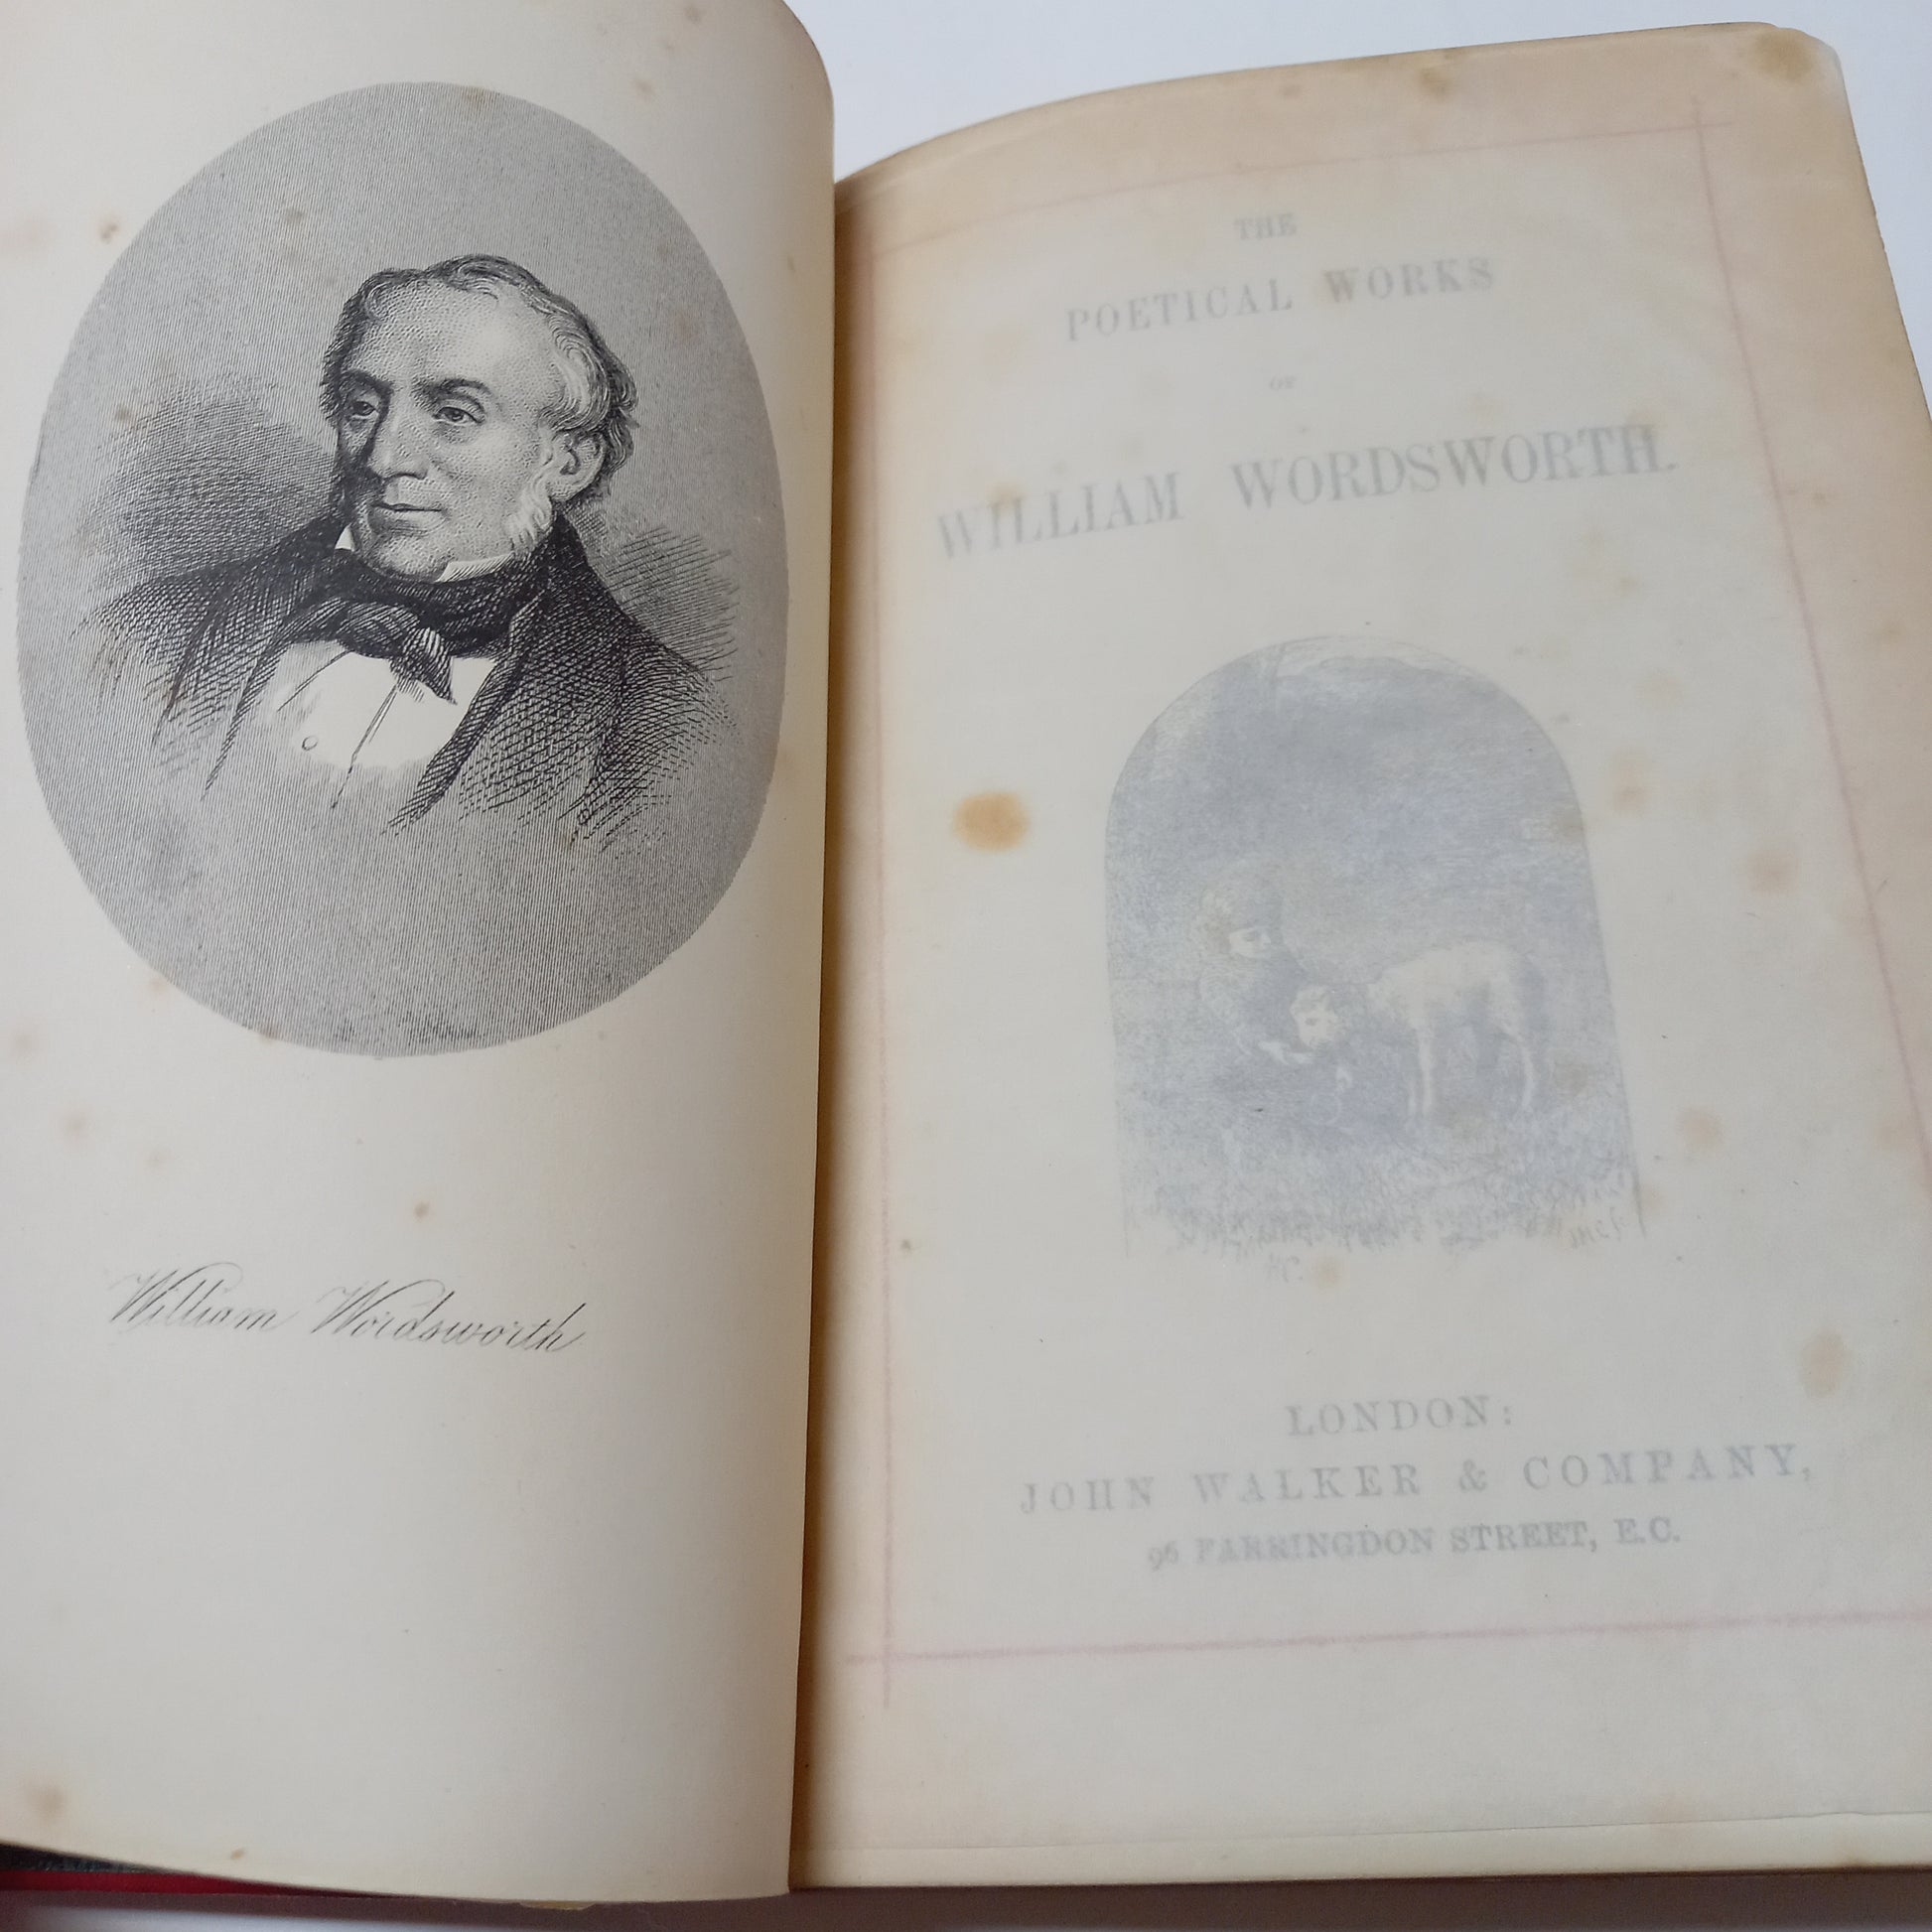 William Wordsworth
THE
POETICAL WORKS
OF
WILLIAM WORDSWORTH.
LONDON:
JOHN WALKER & COMPANY,
96 FARRINGDON STREET, E.C.